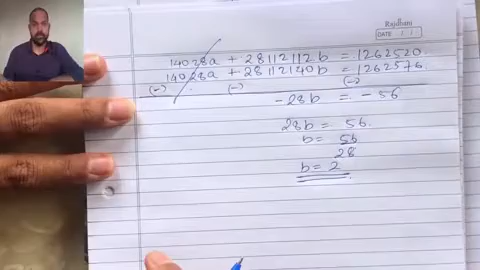 Rajdhani
DATE / /
14028a + 28112112b = 1262520.
14028a + 28112140b = 1262576.
(-) (-) (-)
-28b = -56
28b = 56.
b = 56
28
b = 2